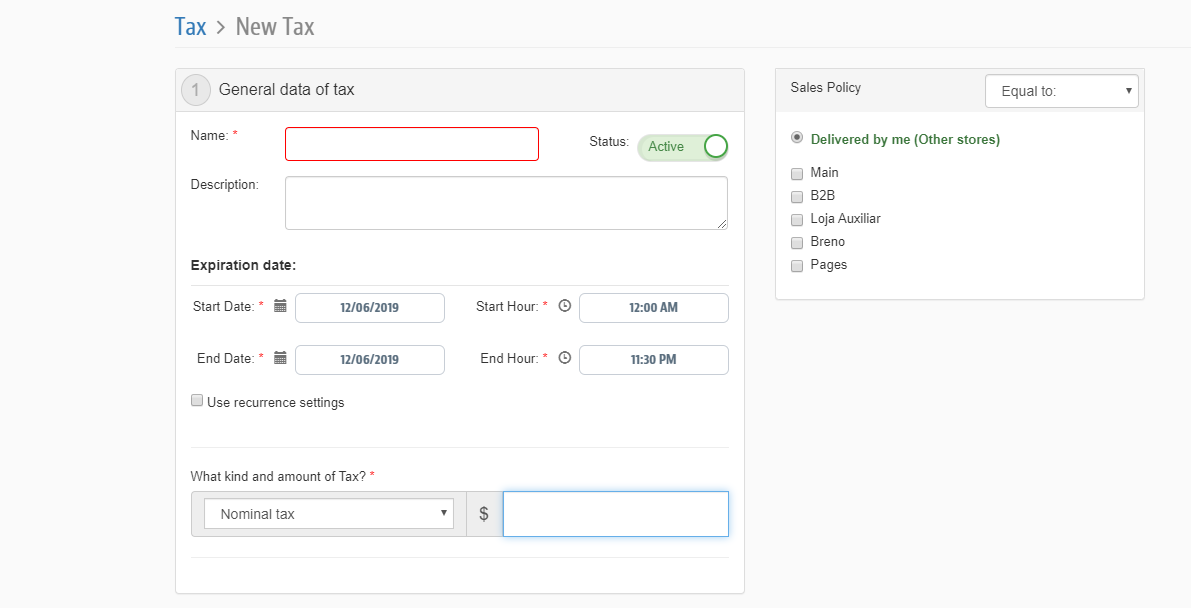 Tax > New Tax
1 General data of tax
Name: *
Status: Active
Description:
Expiration date:
Start Date: * 12/06/2019 Start Hour: * 12:00 AM
End Date: * 12/06/2019 End Hour: * 11:30 PM
Use recurrence settings
What kind and amount of Tax? *
Nominal tax $
Sales Policy Equal to:
Delivered by me (Other stores)
Main
B2B
Loja Auxiliar
Breno
Pages